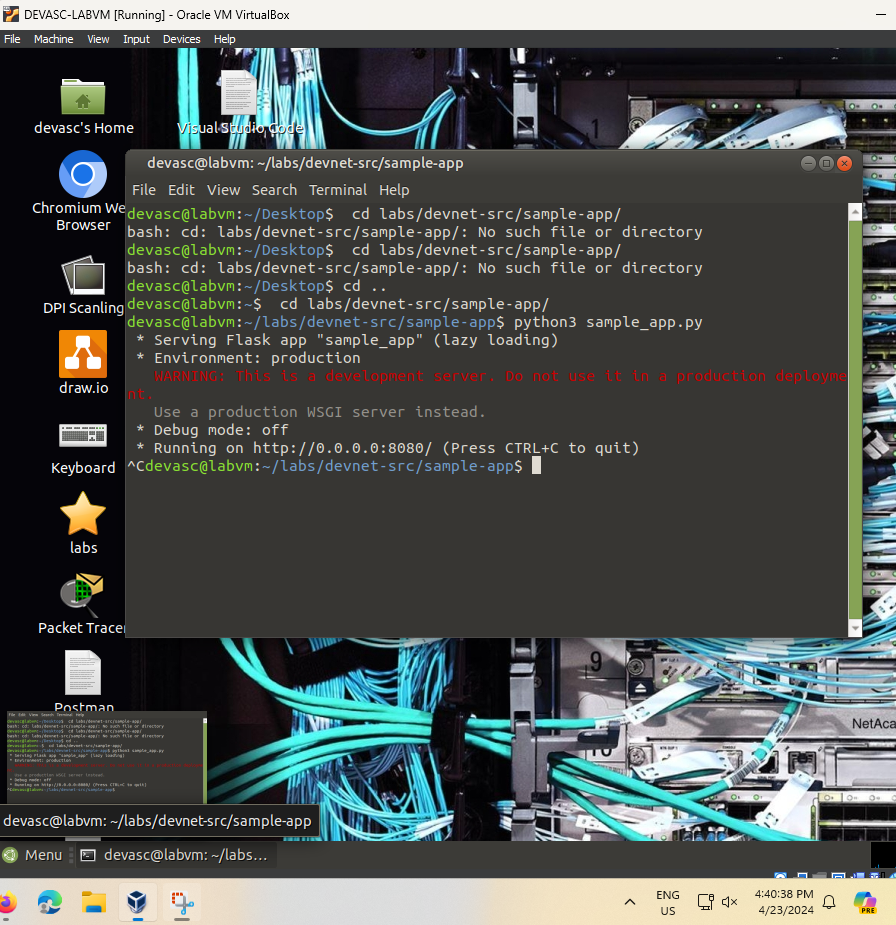 DEVASC-LABVM [Running] - Oracle VM VirtualBox
File Machine View Input Devices Help
devasc's Home
Visual Studio Code
Chromium We
Browser
DPI Scanling
draw.io
Keyboard
labs
Packet Tracer
Postman
devasc@labvm: ~/labs/devnet-src/sample-app
File Edit View Search Terminal Help
devasc@labvm:~/Desktop$  cd labs/devnet-src/sample-app/
bash: cd: labs/devnet-src/sample-app/: No such file or directory
devasc@labvm:~/Desktop$  cd labs/devnet-src/sample-app/
bash: cd: labs/devnet-src/sample-app/: No such file or directory
devasc@labvm:~/Desktop$ cd ..
devasc@labvm:~$  cd labs/devnet-src/sample-app/
devasc@labvm:~/labs/devnet-src/sample-app$ python3 sample_app.py
 * Serving Flask app "sample_app" (lazy loading)
 * Environment: production
   WARNING: This is a development server. Do not use it in a production deployme
nt.
   Use a production WSGI server instead.
 * Debug mode: off
 * Running on http://0.0.0.0:8080/ (Press CTRL+C to quit)
^Cdevasc@labvm:~/labs/devnet-src/sample-app$
1
9
10
NetAca
devasc@labvm: ~/labs/devnet-src/sample-app
Menu
devasc@labvm: ~/labs...
ENG
US
4:40:38 PM
4/23/2024
PRE